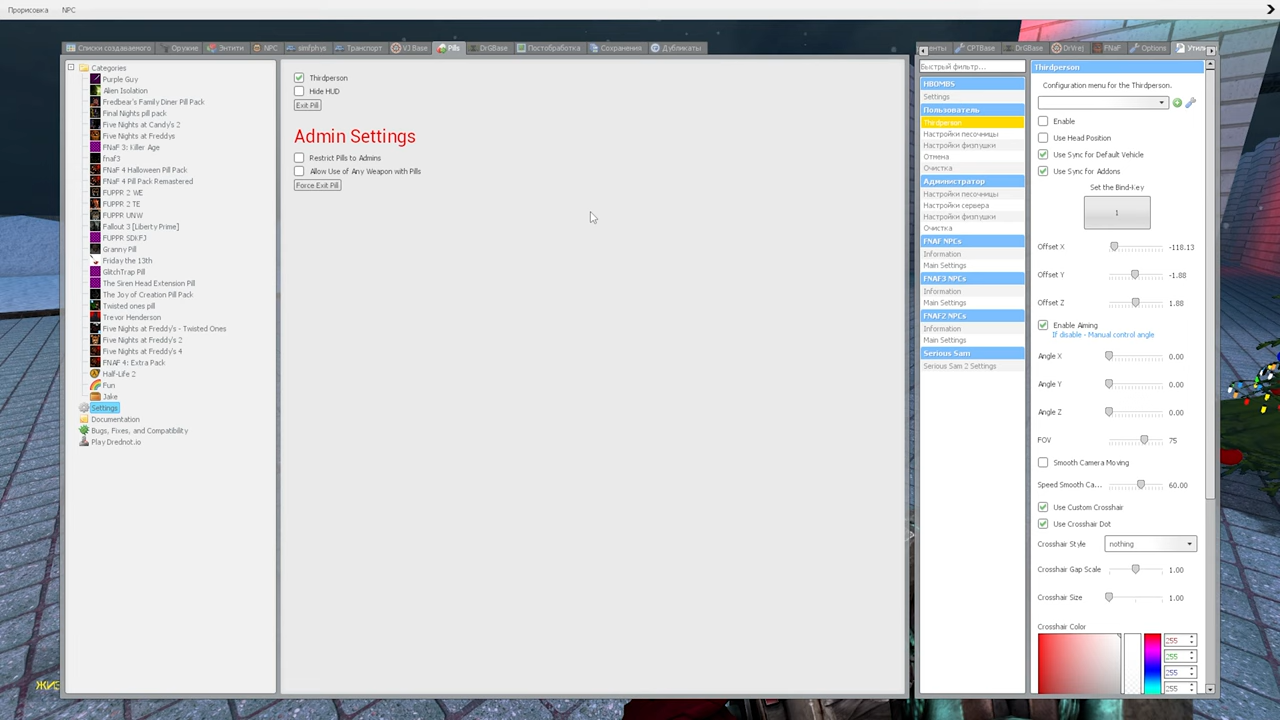 Прорисовка NPC
Списки создаваемого Оружие Энтити NPC simfphys Транспорт VJ Base Pills DrGBase Постобработка Сохранения Дубликаты
Categories
Purple Guy
Alien Isolation
Fredbear's Family Diner Pill Pack
Final Nights pill pack
Five Nights at Candy's 2
Five Nights at Freddys
FNaF 3: Killer Age
fnaf3
FNaF 4 Halloween Pill Pack
FNaF 4 Pill Pack Remastered
FUPPR 2 WE
FUPPR 2 TE
FUPPR UNW
Fallout 3 [Liberty Prime]
FUPPR SDI:FJ
Granny Pill
Friday the 13th
GlitchTrap Pill
The Siren Head Extension Pill
The Joy of Creation Pill Pack
Twisted ones pill
Trevor Henderson
Five Nights at Freddy's - Twisted Ones
Five Nights at Freddy's 2
Five Nights at Freddy's 4
FNAF 4: Extra Pack
Half-Life 2
Fun
Jake
Settings
Documentation
Bugs, Fixes, and Compatibility
Play Drednot.io
Thirdperson
Hide HUD
Exit Pill
Admin Settings
Restrict Pills to Admins
Allow Use of Any Weapon with Pills
Force Exit Pill
енты CPTBase DrGBase DrVrej FNaF Options Утили
Быстрый фильтр...
HBOMBS
Settings
Пользователь
Thirdperson
Настройки песочницы
Настройки физпушки
Отмена
Очистка
Администратор
Настройки песочницы
Настройки сервера
Настройки физпушки
Очистка
FNAF NPCs
Information
Main Settings
FNAF3 NPCs
Information
Main Settings
FNAF2 NPCs
Information
Main Settings
Serious Sam
Serious Sam 2 Settings
Thirdperson
Configuration menu for the Thirdperson.
Enable
Use Head Position
Use Sync for Default Vehicle
Use Sync for Addons
Set the Bind-Key
1
Offset X -118.13
Offset Y -1.88
Offset Z 1.88
Enable Aiming
If disable - Manual control angle
Angle X 0.00
Angle Y 0.00
Angle Z 0.00
FOV 75
Smooth Camera Moving
Speed Smooth Ca... 60.00
Use Custom Crosshair
Use Crosshair Dot
Crosshair Style nothing
Crosshair Gap Scale 1.00
Crosshair Size 1.00
Crosshair Color
255
255
255
255
ЖИЗ